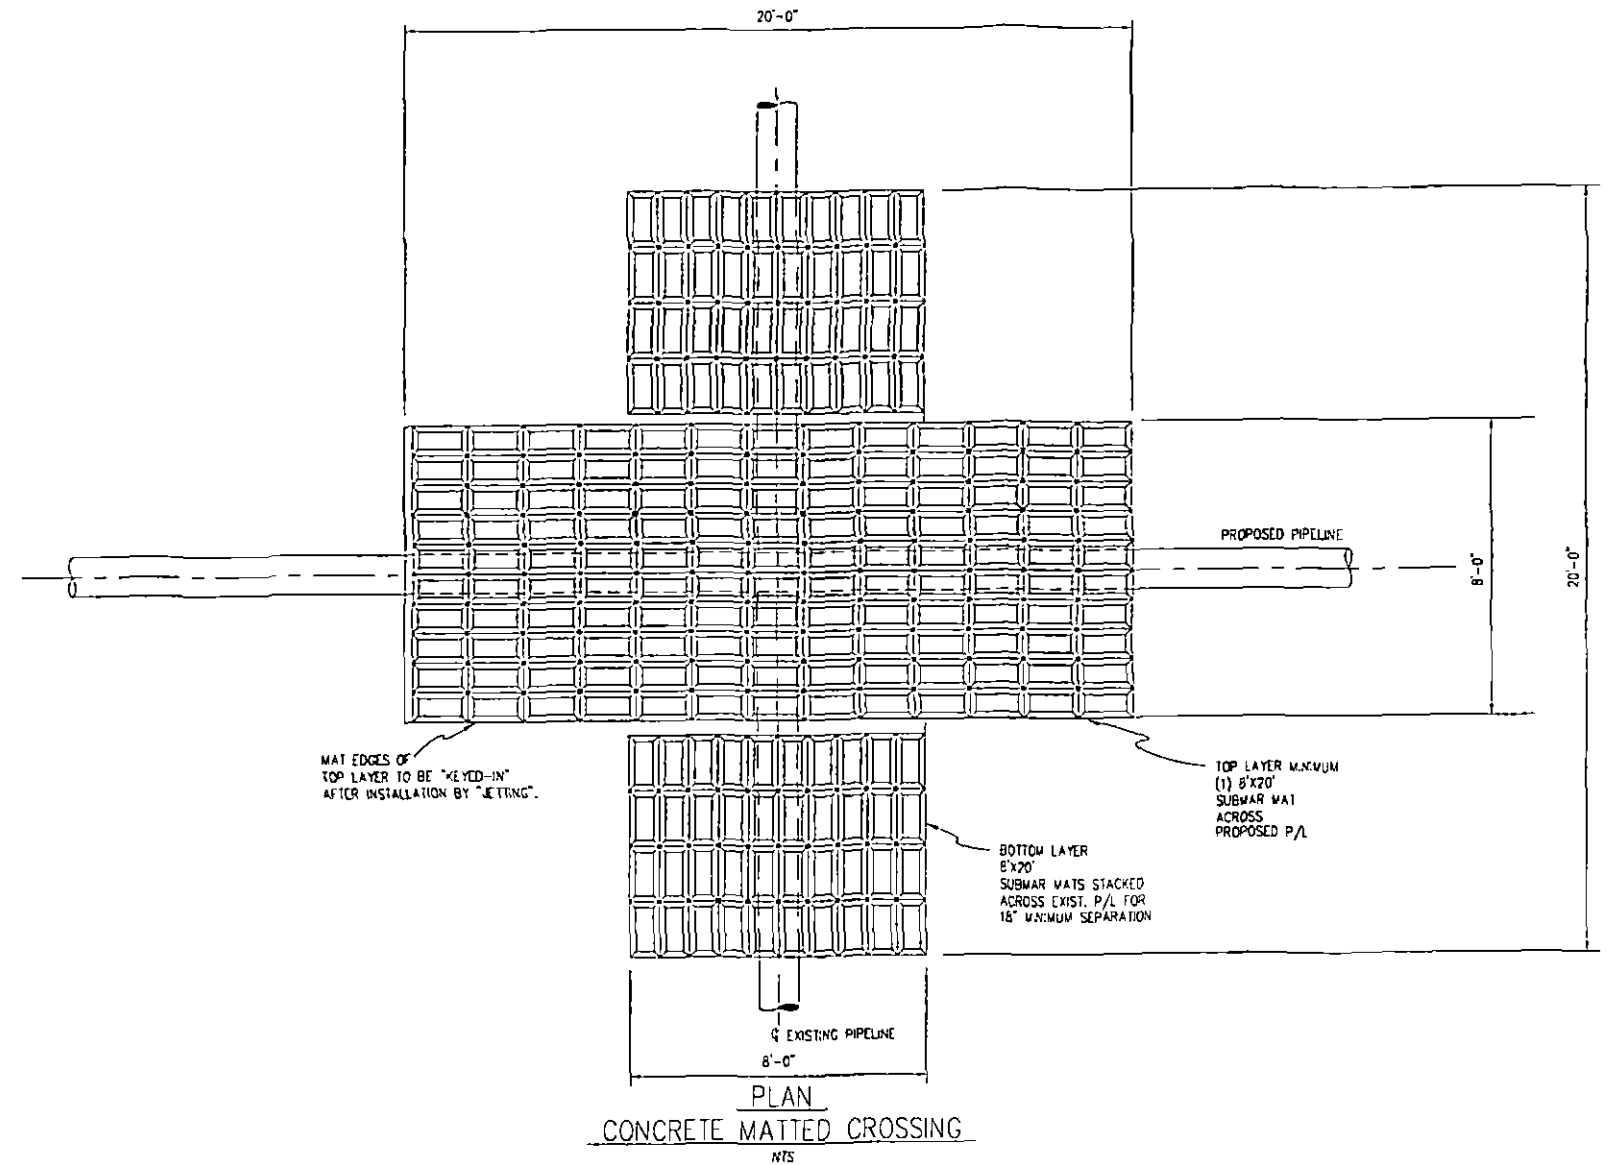 20'-0"
PROPOSED PIPELINE
8'-0"
20'-0"
MAT EDGES OF
TOP LAYER TO BE "KEYED-IN"
AFTER INSTALLATION BY "JETTING".
TOP LAYER MINIMUM
(1) 8'X20'
SUBMAR MAT
ACROSS
PROPOSED P/L
BOTTOM LAYER
8'X20'
SUBMAR MATS STACKED
ACROSS EXIST. P/L FOR
18" MINIMUM SEPARATION
℄ EXISTING PIPELINE
8'-0"
PLAN
CONCRETE MATTED CROSSING
NTS